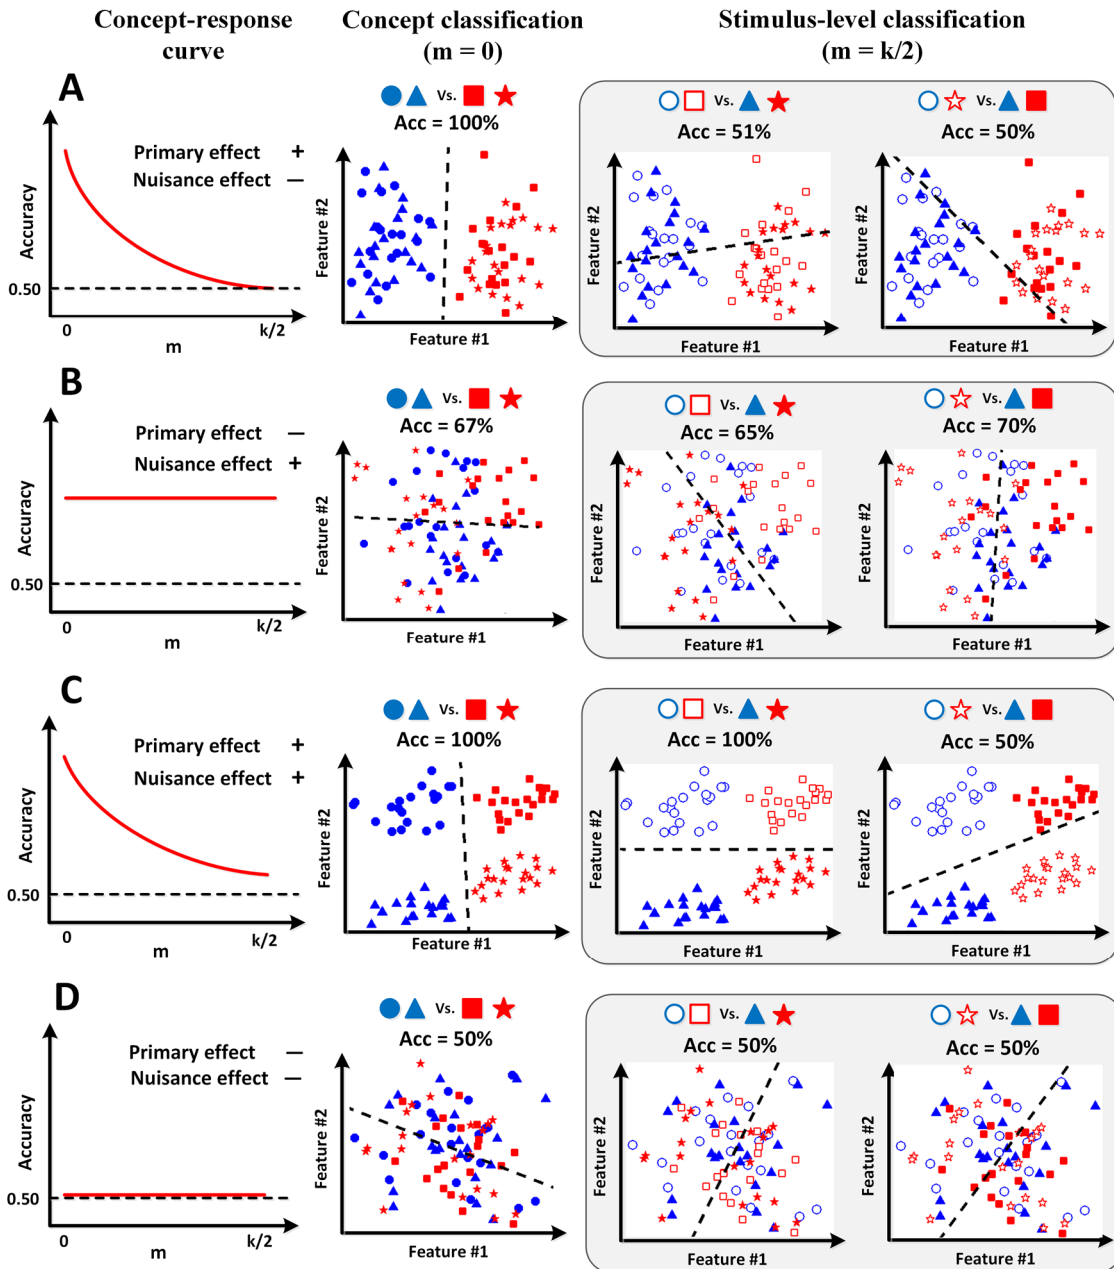 Concept-response
curve
Concept classification
(m = 0)
Stimulus-level classification
(m = k/2)
A
Accuracy
0.50
0
k/2
m
Primary effect +
Nuisance effect –
Vs.
Acc = 100%
Feature #2
Feature #1
Vs.
Acc = 51%
Feature #2
Feature #1
Vs.
Acc = 50%
Feature #2
Feature #1
B
Accuracy
0.50
0
k/2
m
Primary effect –
Nuisance effect +
Vs.
Acc = 67%
Feature #2
Feature #1
Vs.
Acc = 65%
Feature #2
Feature #1
Vs.
Acc = 70%
Feature #2
Feature #1
C
Accuracy
0.50
0
k/2
m
Primary effect +
Nuisance effect +
Vs.
Acc = 100%
Feature #2
Feature #1
Vs.
Acc = 100%
Feature #2
Feature #1
Vs.
Acc = 50%
Feature #2
Feature #1
D
Accuracy
0.50
0
k/2
m
Primary effect –
Nuisance effect –
Vs.
Acc = 50%
Feature #2
Feature #1
Vs.
Acc = 50%
Feature #2
Feature #1
Vs.
Acc = 50%
Feature #2
Feature #1